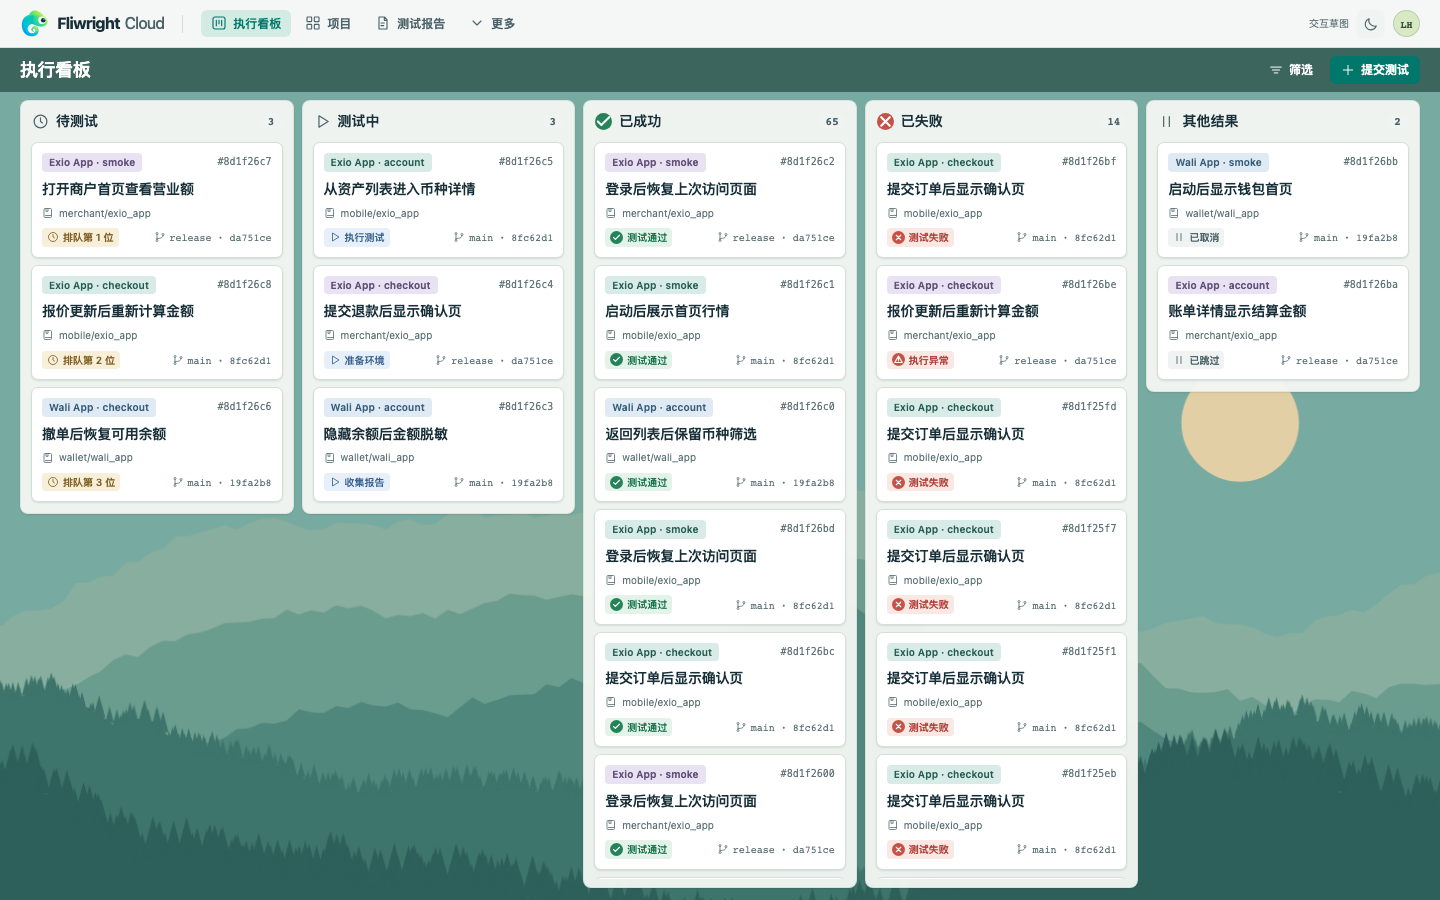 Fliwright Cloud
执行看板
项目
测试报告
更多
交互草图
LH
执行看板
筛选
提交测试
待测试
3
Exio App · smoke
#8d1f26c7
打开商户首页查看营业额
merchant/exio_app
排队第 1 位
release · da751ce
Exio App · checkout
#8d1f26c8
报价更新后重新计算金额
mobile/exio_app
排队第 2 位
main · 8fc62d1
Wali App · checkout
#8d1f26c6
撤单后恢复可用余额
wallet/wali_app
排队第 3 位
main · 19fa2b8
测试中
3
Exio App · account
#8d1f26c5
从资产列表进入币种详情
mobile/exio_app
执行测试
main · 8fc62d1
Exio App · checkout
#8d1f26c4
提交退款后显示确认页
merchant/exio_app
准备环境
release · da751ce
Wali App · account
#8d1f26c3
隐藏余额后金额脱敏
wallet/wali_app
收集报告
main · 19fa2b8
已成功
65
Exio App · smoke
#8d1f26c2
登录后恢复上次访问页面
merchant/exio_app
测试通过
release · da751ce
Exio App · smoke
#8d1f26c1
启动后展示首页行情
mobile/exio_app
测试通过
main · 8fc62d1
Wali App · account
#8d1f26c0
返回列表后保留币种筛选
wallet/wali_app
测试通过
main · 19fa2b8
Exio App · smoke
#8d1f26bd
登录后恢复上次访问页面
mobile/exio_app
测试通过
main · 8fc62d1
Exio App · checkout
#8d1f26bc
提交订单后显示确认页
mobile/exio_app
测试通过
main · 8fc62d1
Exio App · smoke
#8d1f2600
登录后恢复上次访问页面
merchant/exio_app
测试通过
release · da751ce
已失败
14
Exio App · checkout
#8d1f26bf
提交订单后显示确认页
mobile/exio_app
测试失败
main · 8fc62d1
Exio App · checkout
#8d1f26be
报价更新后重新计算金额
merchant/exio_app
执行异常
release · da751ce
Exio App · checkout
#8d1f25fd
提交订单后显示确认页
mobile/exio_app
测试失败
main · 8fc62d1
Exio App · checkout
#8d1f25f7
提交订单后显示确认页
mobile/exio_app
测试失败
main · 8fc62d1
Exio App · checkout
#8d1f25f1
提交订单后显示确认页
mobile/exio_app
测试失败
main · 8fc62d1
Exio App · checkout
#8d1f25eb
提交订单后显示确认页
mobile/exio_app
测试失败
main · 8fc62d1
其他结果
2
Wali App · smoke
#8d1f26bb
启动后显示钱包首页
wallet/wali_app
已取消
main · 19fa2b8
Exio App · account
#8d1f26ba
账单详情显示结算金额
merchant/exio_app
已跳过
release · da751ce